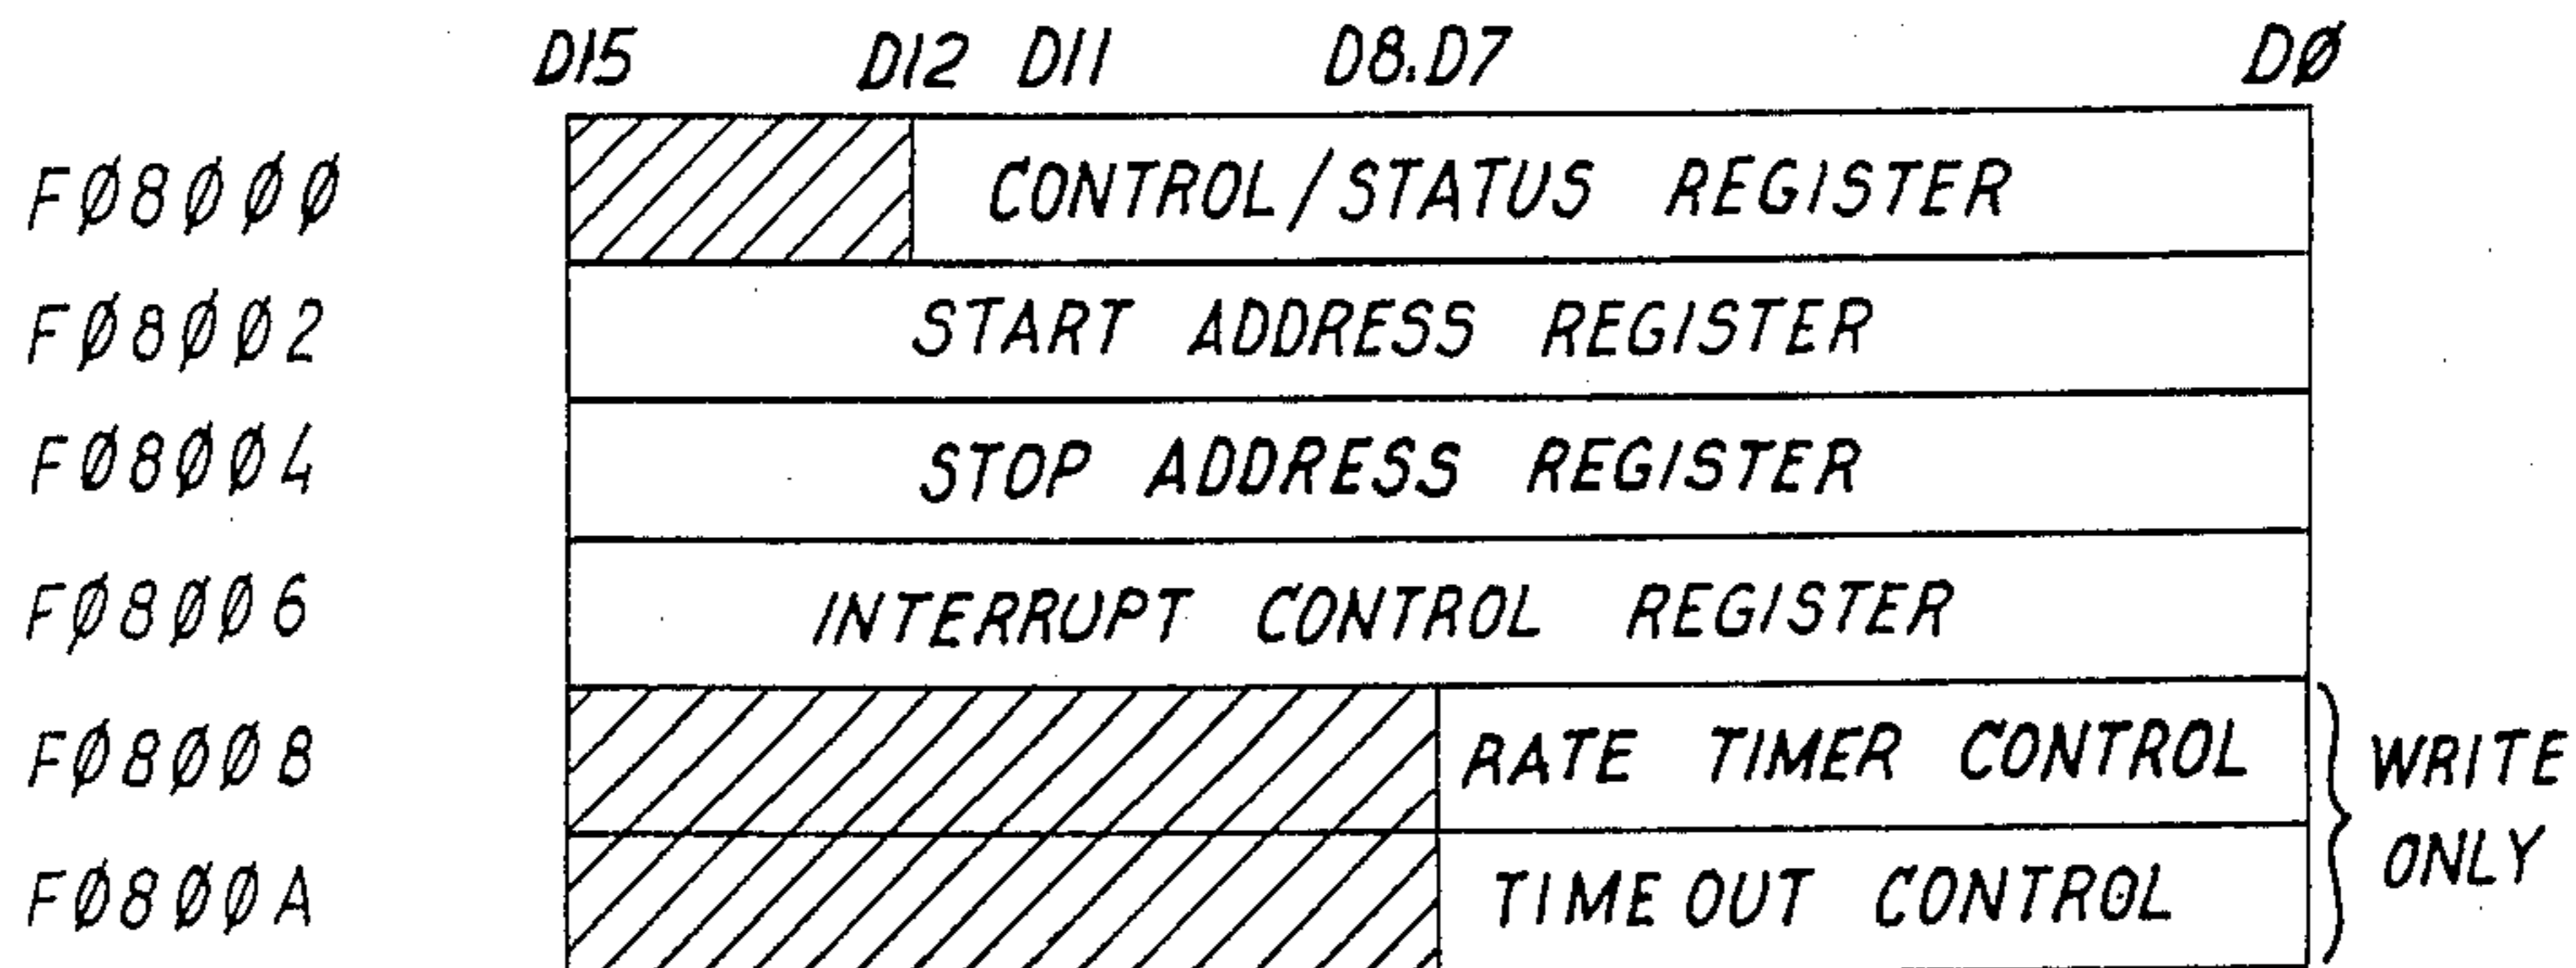 D15 D12 D11 D8.D7 DØ
FØ8ØØØ CONTROL/STATUS REGISTER
FØ8ØØ2 START ADDRESS REGISTER
FØ8ØØ4 STOP ADDRESS REGISTER
FØ8ØØ6 INTERRUPT CONTROL REGISTER
FØ8ØØ8 RATE TIMER CONTROL
WRITE
FØ8ØØA TIME OUT CONTROL
ONLY